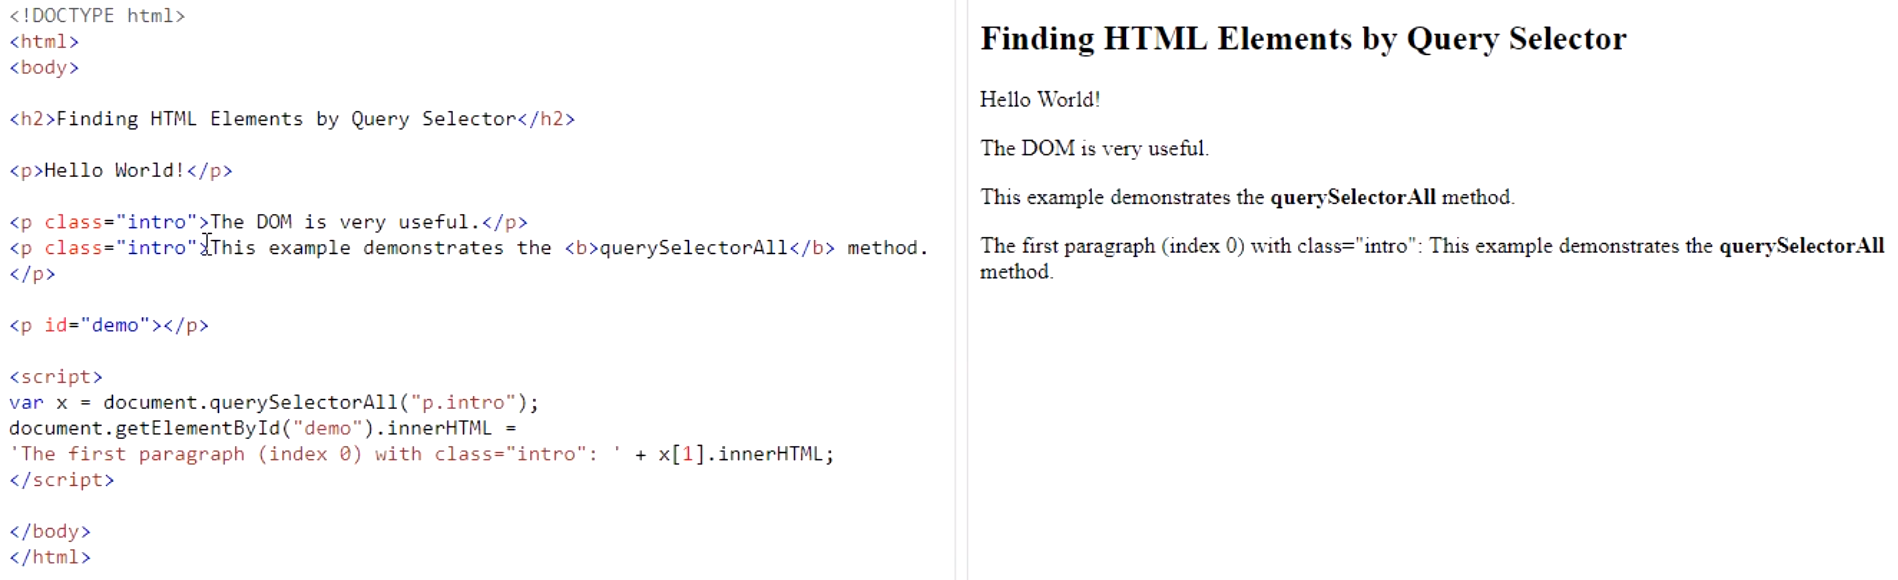 <!DOCTYPE html>
<html>
<body>
<h2>Finding HTML Elements by Query Selector</h2>
<p>Hello World!</p>
<p class="intro">The DOM is very useful.</p>
<p class="intro">This example demonstrates the <b>querySelectorAll</b> method.
</p>
<p id="demo"></p>
<script>
var x = document.querySelectorAll("p.intro");
document.getElementById("demo").innerHTML =
'The first paragraph (index 0) with class="intro": ' + x[1].innerHTML;
</script>
</body>
</html>
Finding HTML Elements by Query Selector
Hello World!
The DOM is very useful.
This example demonstrates the querySelectorAll method.
The first paragraph (index 0) with class="intro": This example demonstrates the querySelectorAll
method.